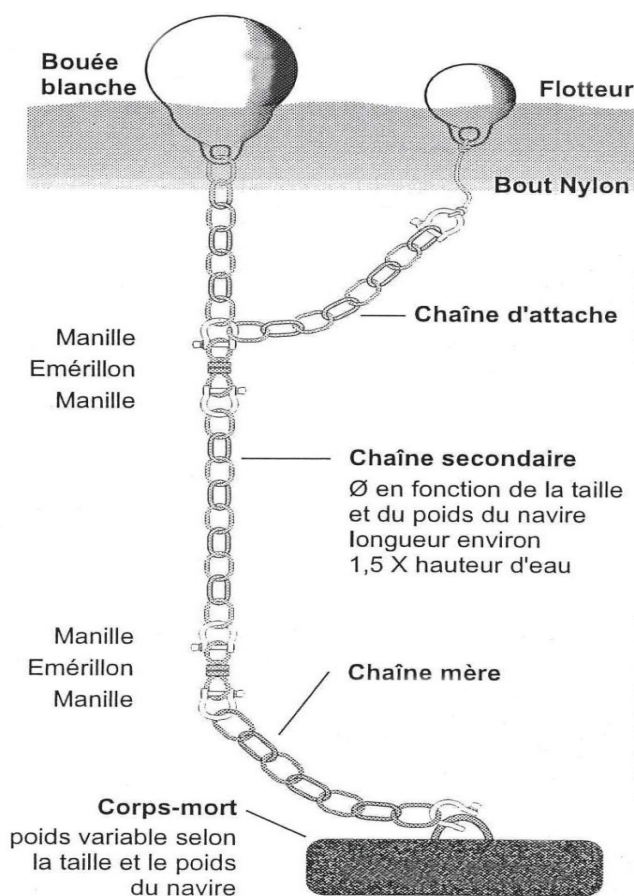 Bouée
blanche
Flotteur
Bout Nylon
Chaîne d'attache
Manille
Emérillon
Manille
Chaîne secondaire
Ø en fonction de la taille
et du poids du navire
longueur environ
1,5 X hauteur d'eau
Manille
Emérillon
Manille
Chaîne mère
Corps-mort
poids variable selon
la taille et le poids
du navire